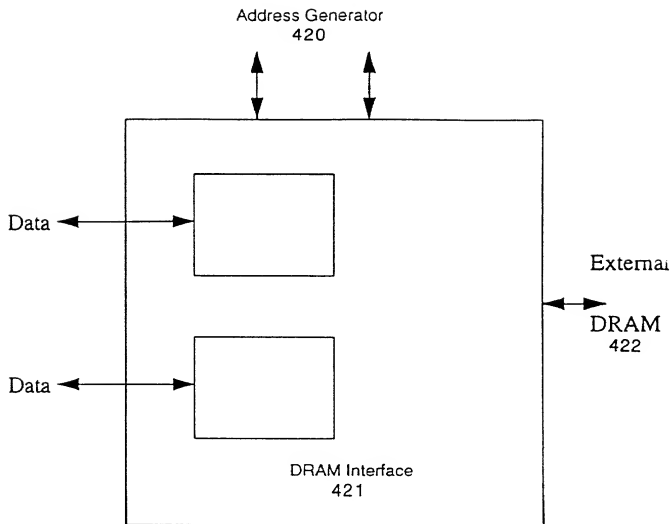 Address Generator
420
Data
External
DRAM
422
Data
DRAM Interface
421